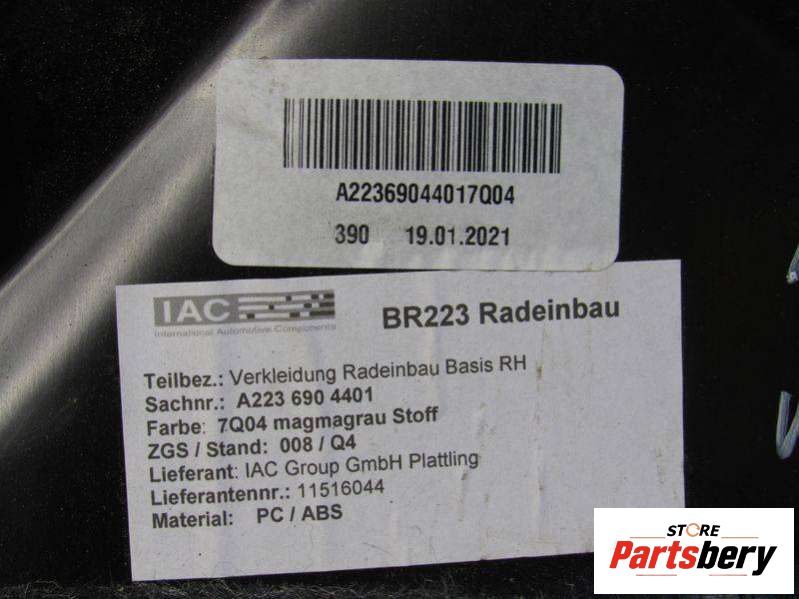 A22369044017Q04
390 19.01.2021
IAC
International Automotive Components
BR223 Radeinbau
Teilbez.: Verkleidung Radeinbau Basis RH
Sachnr.: A223 690 4401
Farbe: 7Q04 magmagrau Stoff
ZGS / Stand: 008 / Q4
Lieferant: IAC Group GmbH Plattling
Lieferantennr.: 11516044
Material: PC / ABS
STORE
Partsbery